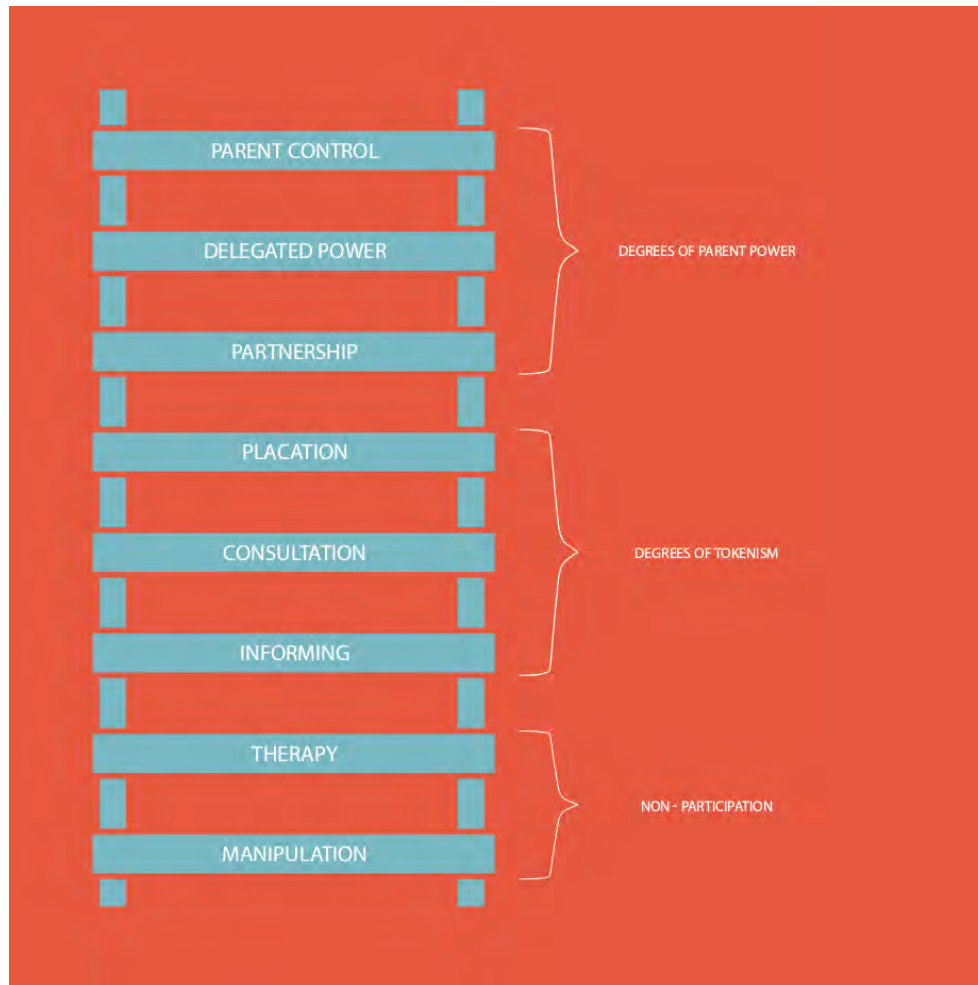 PARENT CONTROL
DELEGATED POWER
DEGREES OF PARENT POWER
PARTNERSHIP
PLACATION
CONSULTATION
DEGREES OF TOKENISM
INFORMING
THERAPY
NON - PARTICIPATION
MANIPULATION